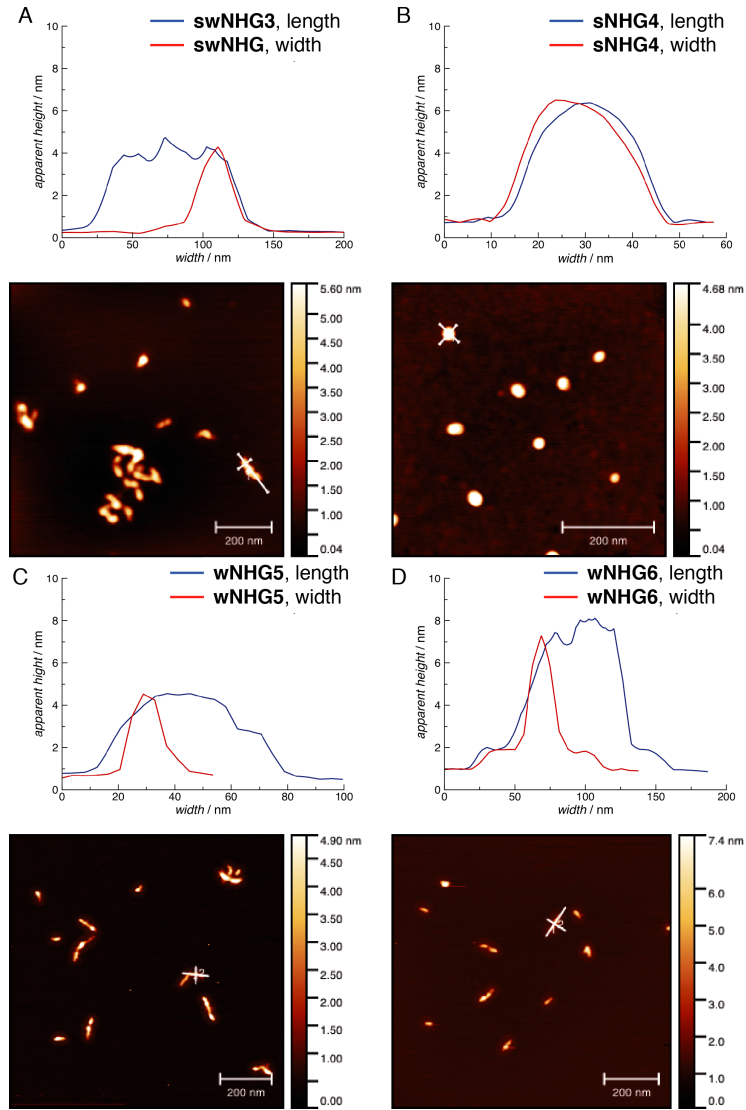 A
swNHG3, length
swNHG, width
apparent height / nm
10
8
6
4
2
0
0 50 100 150 200
width / nm
B
sNHG4, length
sNHG4, width
apparent height / nm
10
8
6
4
2
0
0 10 20 30 40 50 60
width / nm
5.60 nm
5.00
4.50
4.00
3.50
3.00
2.50
2.00
1.50
1.00
0.04
200 nm
4.68 nm
4.00
3.50
3.00
2.50
2.00
1.50
1.00
0.04
200 nm
C
wNHG5, length
wNHG5, width
apparent hight / nm
10
8
6
4
2
0
0 20 40 60 80 100
width / nm
D
wNHG6, length
wNHG6, width
apparent height / nm
10
8
6
4
2
0
0 50 100 150 200
width / nm
4.90 nm
4.00
3.50
3.00
2.50
2.00
1.50
1.00
0.00
2
200 nm
7.4 nm
6.0
5.0
4.0
3.0
2.0
1.0
0.0
2
200 nm